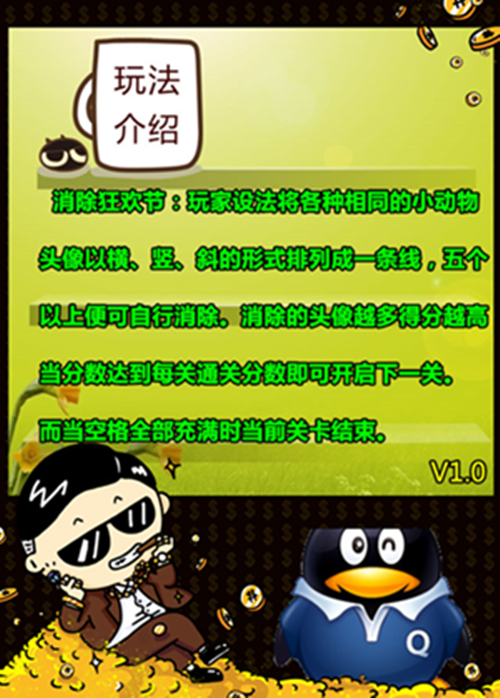 玩法
介绍
消除狂欢节：玩家设法将各种相同的小动物
头像以横、竖、斜的形式排列成一条线，五个
以上便可自行消除。消除的头像越多得分越高
当分数达到每关通关分数即可开启下一关。
而当空格全部充满时当前关卡结束。
V1.0
Q